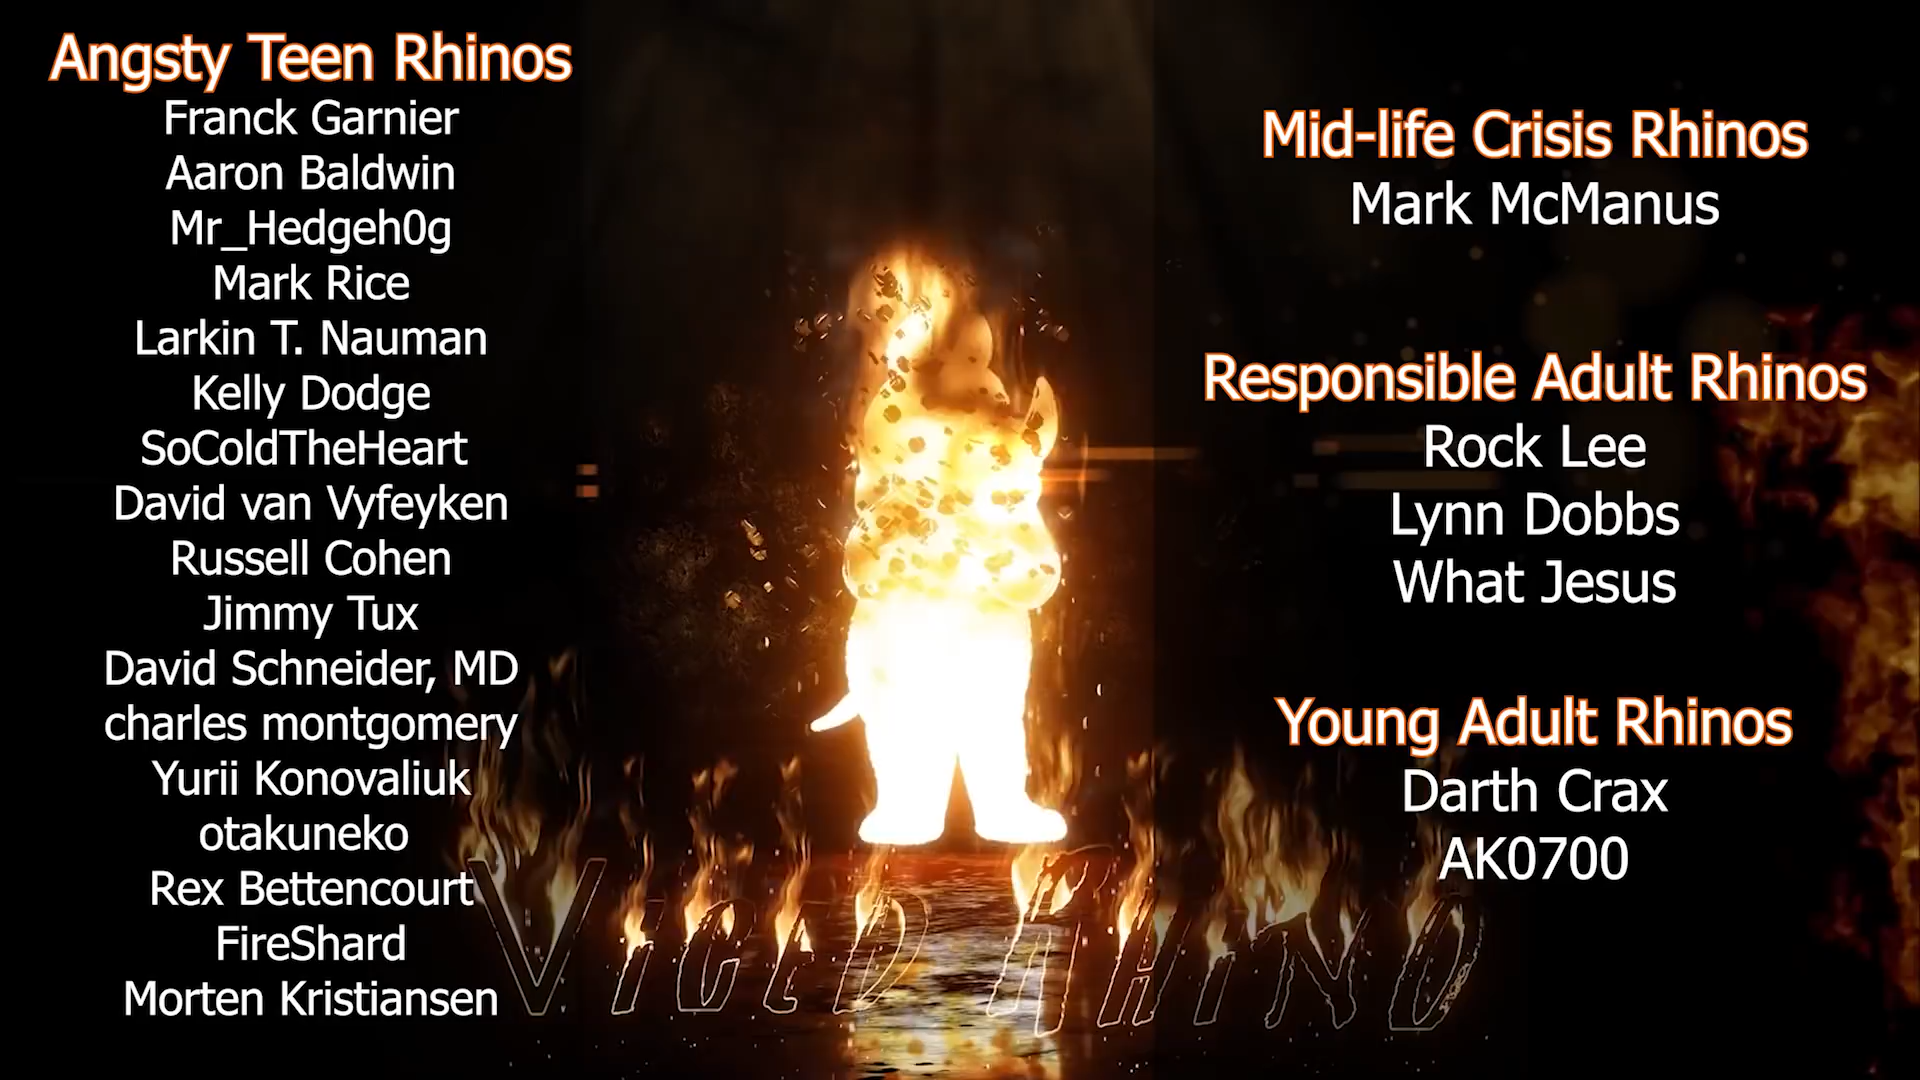 Angsty Teen Rhinos
Franck Garnier
Aaron Baldwin
Mr_Hedgeh0g
Mark Rice
Larkin T. Nauman
Kelly Dodge
SoColdTheHeart
David van Vyfeyken
Russell Cohen
Jimmy Tux
David Schneider, MD
charles montgomery
Yurii Konovaliuk
otakuneko
Rex Bettencourt
FireShard
Morten Kristiansen
Mid-life Crisis Rhinos
Mark McManus
Responsible Adult Rhinos
Rock Lee
Lynn Dobbs
What Jesus
Young Adult Rhinos
Darth Crax
AK0700
Viced Rhino